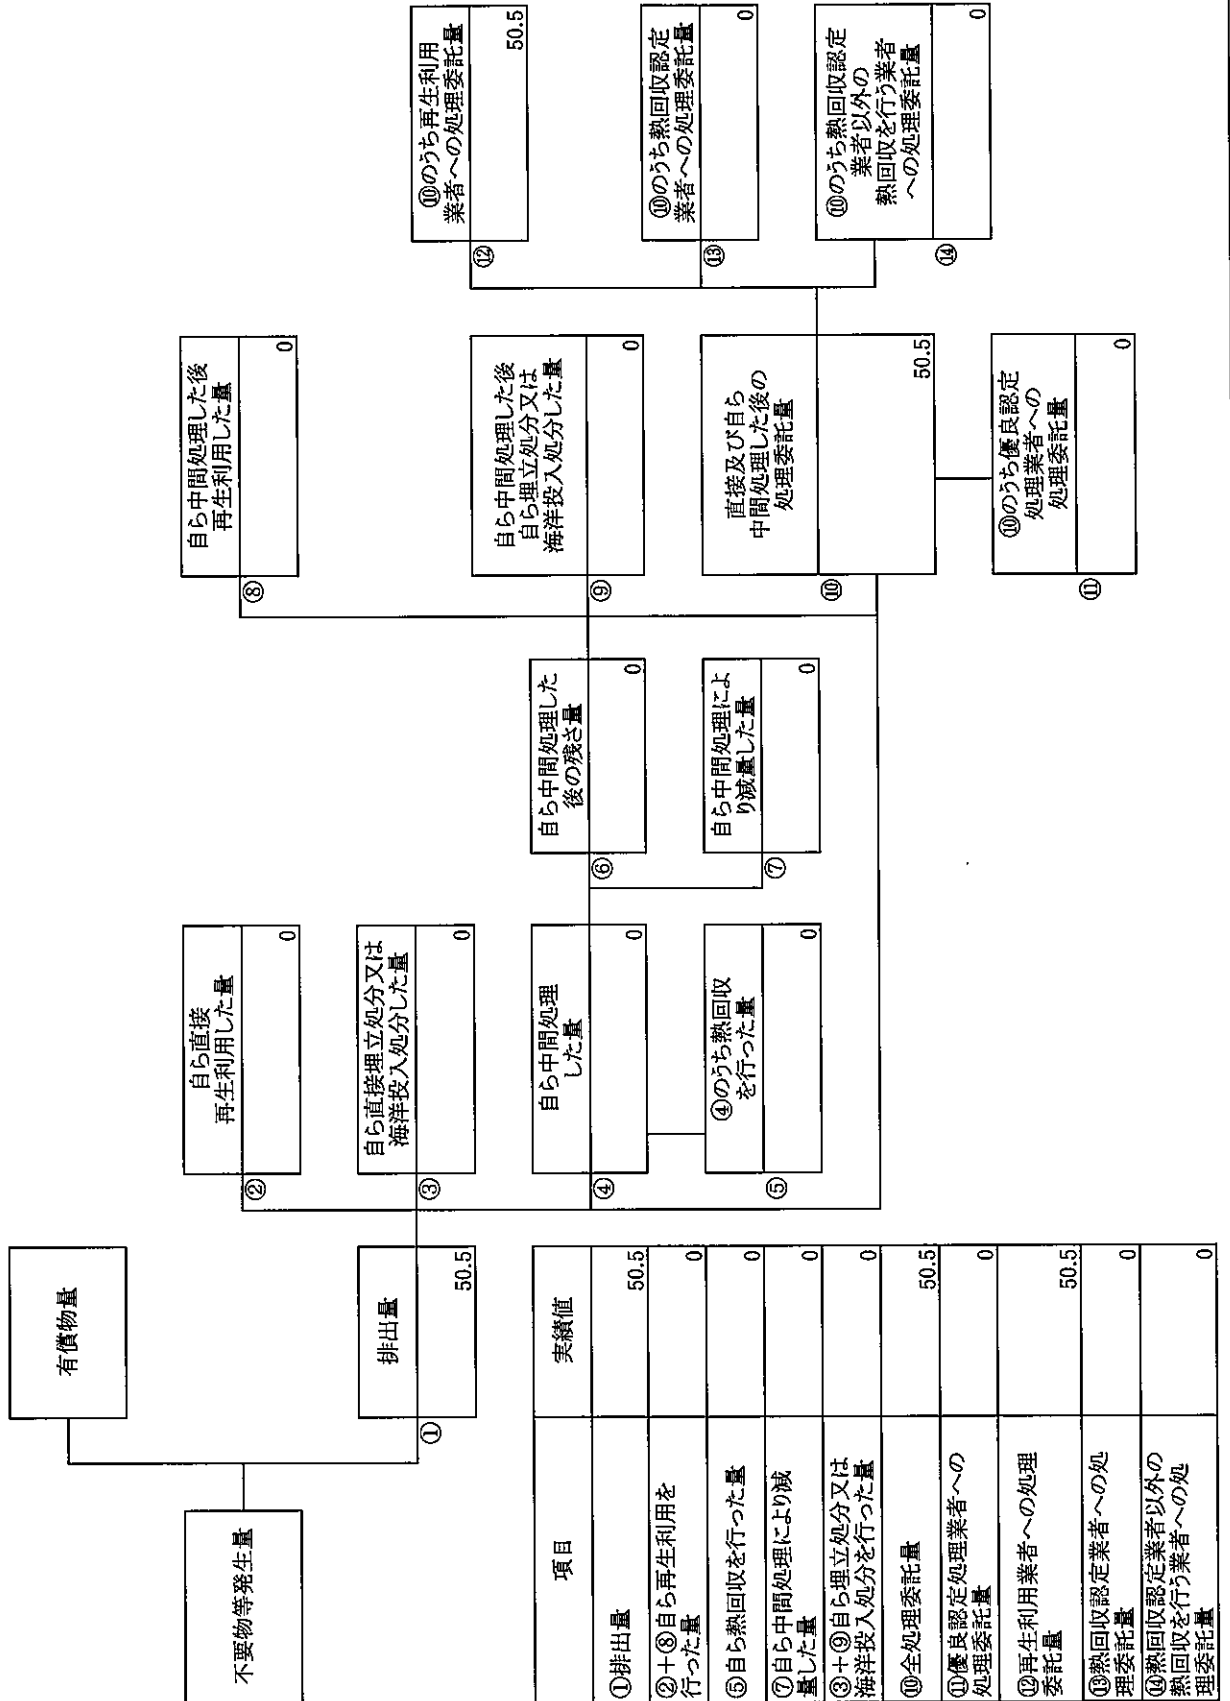 不要物等発生量
有償物量
①
排出量
50.5
②
自ら直接
再生利用した量
0
③
自ら直接埋立処分又は
海洋投入処分した量
0
④
自ら中間処理
した量
0
⑤
④のうち熱回収
を行った量
0
⑥
自ら中間処理した
後の残さ量
0
⑦
自ら中間処理によ
り減量した量
0
⑧
自ら中間処理した後
再生利用した量
0
⑨
自ら中間処理した後
自ら埋立処分又は
海洋投入処分した量
0
⑩
直接及び自ら
中間処理した後の
処理委託量
50.5
⑪
⑩のうち優良認定
処理業者への
処理委託量
0
⑫
⑩のうち再生利用
業者への処理委託量
50.5
⑬
⑩のうち熱回収認定
業者への処理委託量
0
⑭
⑩のうち熱回収認定
業者以外の
熱回収を行う業者
への処理委託量
0
項目
実績値
①排出量
50.5
②+⑧自ら再生利用を
行った量
0
⑤自ら熱回収を行った量
0
⑦自ら中間処理により減
量した量
0
③+⑨自ら埋立処分又は
海洋投入処分を行った量
0
⑩全処理委託量
50.5
⑪優良認定処理業者への
処理委託量
0
⑫再生利用業者への処理
委託量
50.5
⑬熱回収認定業者への処
理委託量
0
⑭熱回収認定業者以外の
熱回収を行う業者への処
理委託量
0